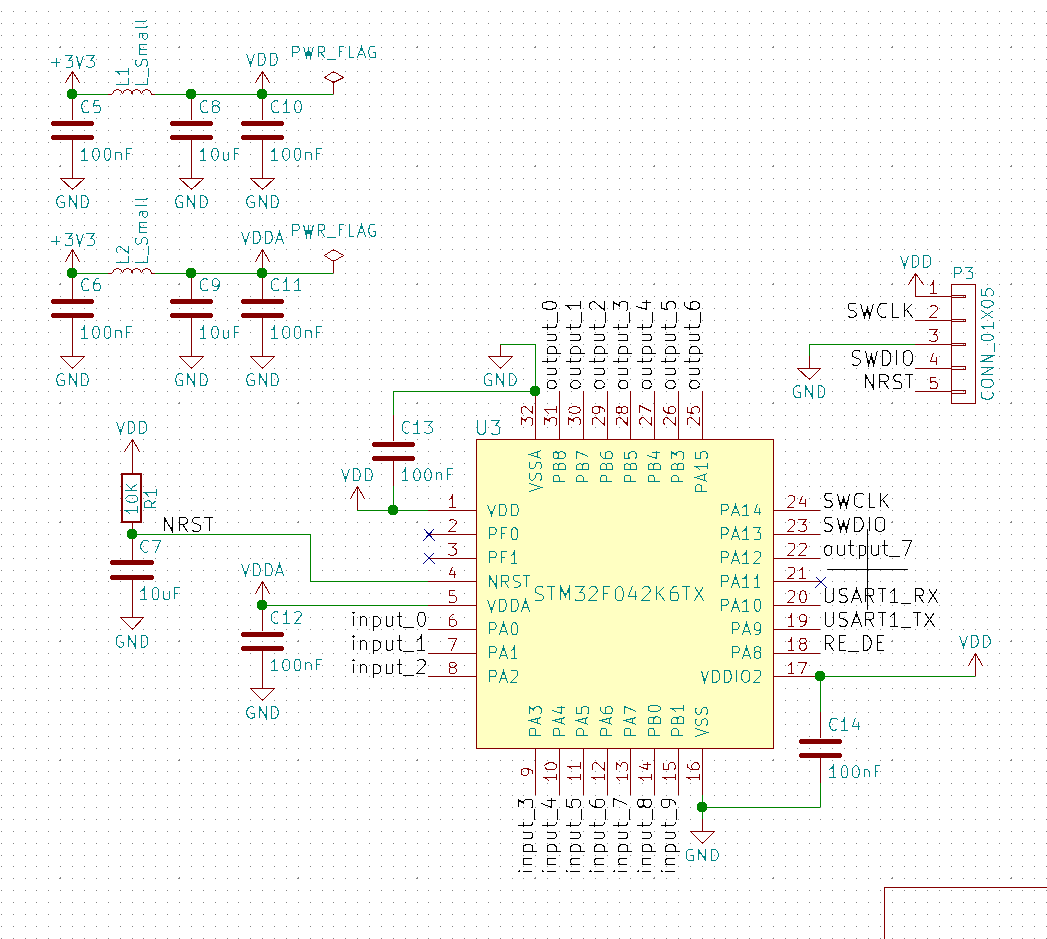 +3V3
L1
L_Small
VDD
PWR_FLAG
C5
C8
C10
100nF
10uF
100nF
GND
GND
GND
+3V3
L2
L_Small
VDDA
PWR_FLAG
C6
C9
C11
100nF
10uF
100nF
GND
GND
GND
VDD
P3
1
SWCLK 2
3
SWDIO 4
NRST 5
CONN_01X05
GND
GND
output_0
output_1
output_2
output_3
output_4
output_5
output_6
32
31
30
29
28
27
26
25
U3
VSSA
PB8
PB7
PB6
PB5
PB4
PB3
PA15
C13
100nF
VDD
VDD
10K
R1
NRST
C7
10uF
GND
VDDA
C12
100nF
GND
1 VDD
2 PF0
3 PF1
4 NRST
5 VDDA
input_0 6 PA0
input_1 7 PA1
input_2 8 PA2
STM32F042K6TX
PA14 24 SWCLK
PA13 23 SWDIO
PA12 22 output_7
PA11 21
PA10 20 USART1_RX
PA9 19 USART1_TX
PA8 18 RE_DE
VDDIO2 17
VDD
PA3
PA4
PA5
PA6
PA7
PB0
PB1
VSS
9
10
11
12
13
14
15
16
input_3
input_4
input_5
input_6
input_7
input_8
input_9
C14
100nF
GND